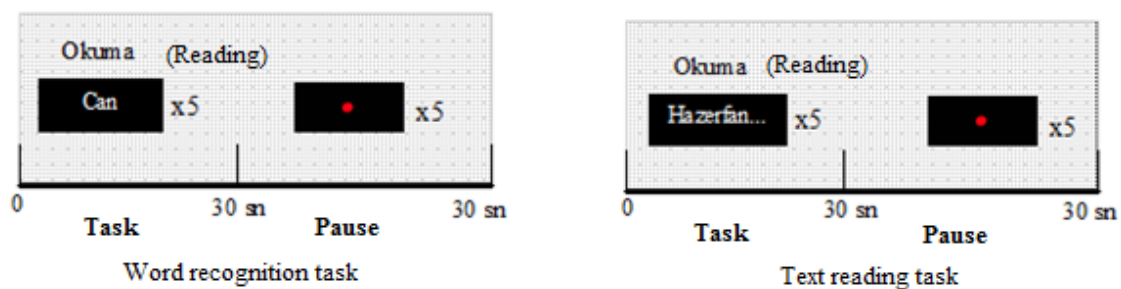 Okuma (Reading)
Can x5 x5
0 30 sn 30 sn
Task Pause
Word recognition task
Okuma (Reading)
Hazerfan... x5 x5
0 30 sn 30 sn
Task Pause
Text reading task